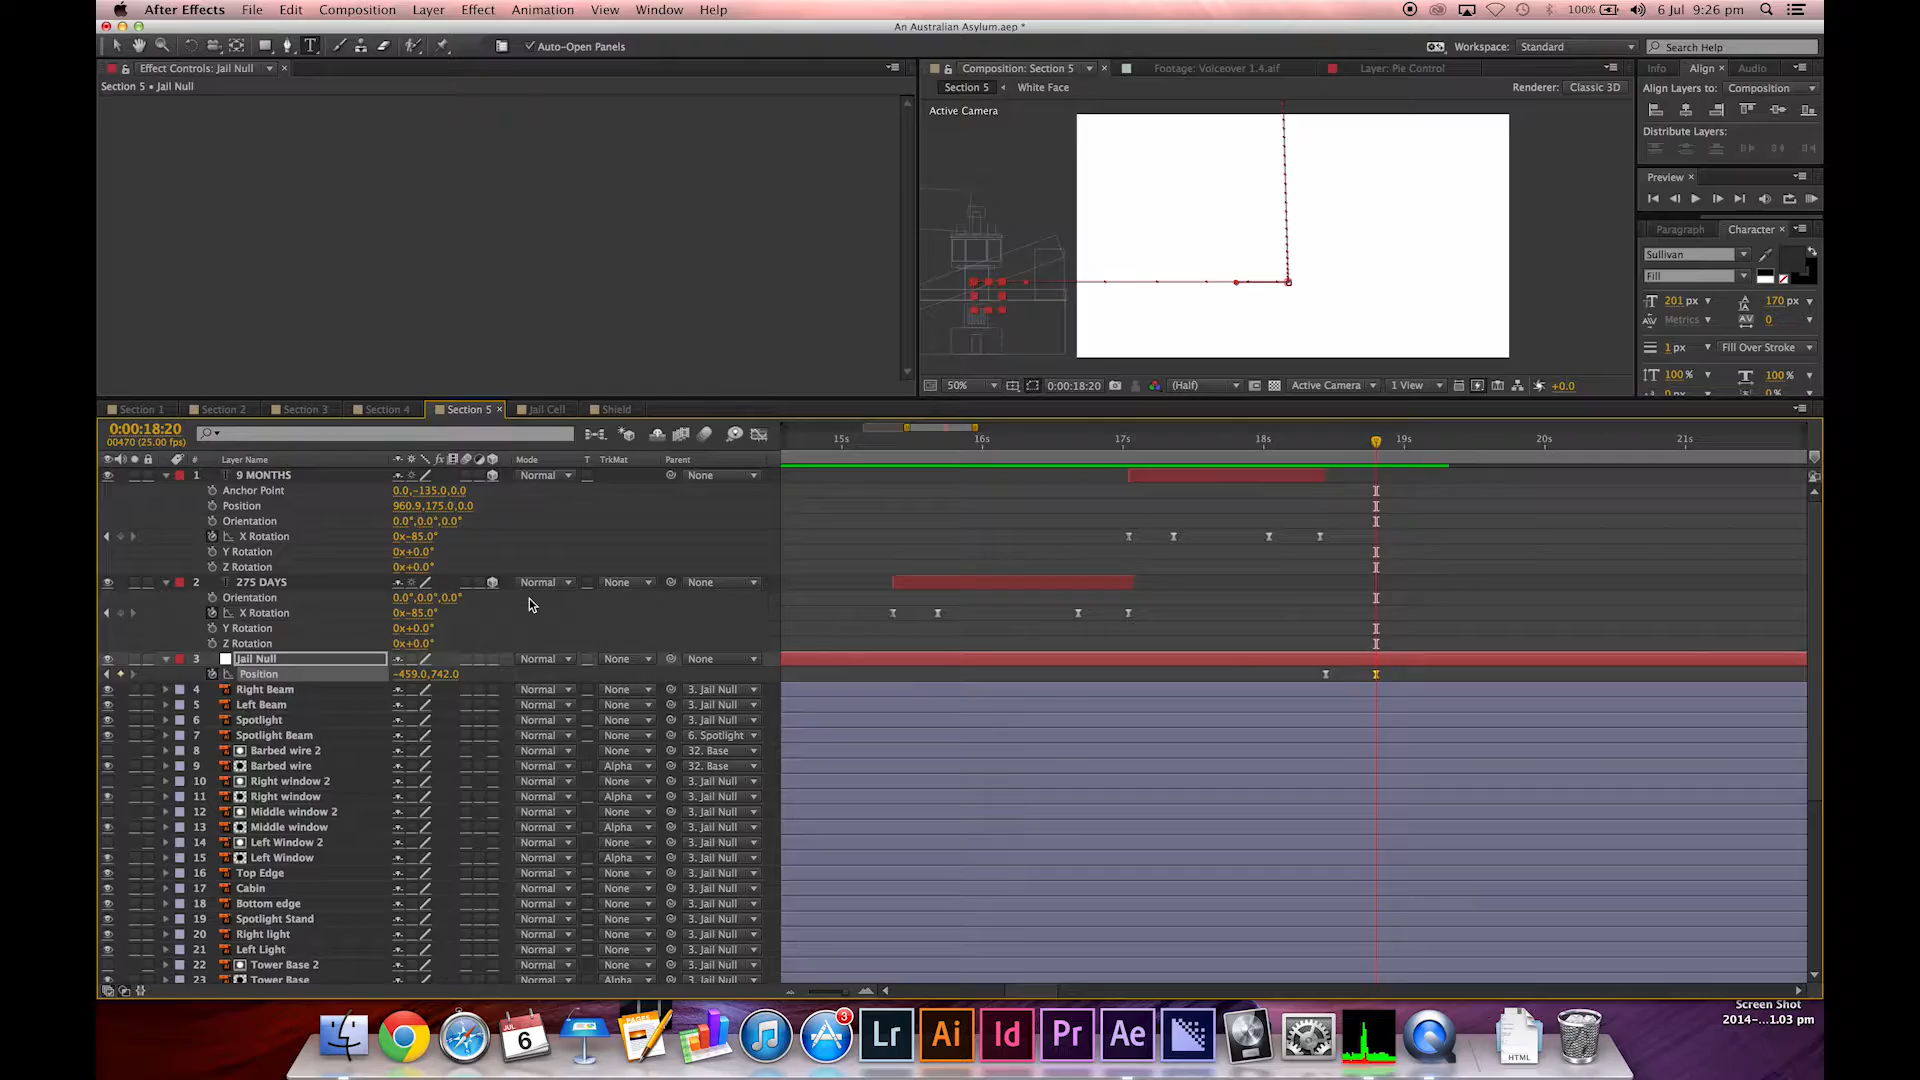 After Effects File Edit Composition Layer Effect Animation View Window Help 100% 6 Jul 9:26 pm
An Australian Asylum.aep *
Auto-Open Panels Workspace: Standard Search Help
Effect Controls: Jail Null
Section 5 • Jail Null
Composition: Section 5 Footage: Voiceover 1.4.aif Layer: Pie Control
Section 5 White Face Renderer: Classic 3D
Active Camera
50% 0:00:18:20 (Half) Active Camera 1 View +0.0
Info Align Audio
Align Layers to: Composition
Distribute Layers:
Preview
Paragraph Character
Sullivan
Fill
201 px 170 px
Metrics 0
1 px Fill Over Stroke
100% 100%
0 px 0%
Section 1 Section 2 Section 3 Section 4 Section 5 Jail Cell Shield
0:00:18:20
00470 (25.00 fps)
15s 16s 17s 18s 19s 20s 21s
# Layer Name Mode T TrkMat Parent
1 9 MONTHS Normal None
Anchor Point 0.0,-135.0,0.0
Position 960.9,175.0,0.0
Orientation 0.0°,0.0°,0.0°
X Rotation 0x-85.0°
Y Rotation 0x+0.0°
Z Rotation 0x+0.0°
2 275 DAYS Normal None None
Orientation 0.0°,0.0°,0.0°
X Rotation 0x-85.0°
Y Rotation 0x+0.0°
Z Rotation 0x+0.0°
3 Jail Null Normal None None
Position -459.0,742.0
4 Right Beam Normal None 3. Jail Null
5 Left Beam Normal None 3. Jail Null
6 Spotlight Normal None 3. Jail Null
7 Spotlight Beam Normal None 6. Spotlight
8 Barbed wire 2 Normal None 32. Base
9 Barbed wire Normal Alpha 32. Base
10 Right window 2 Normal None 3. Jail Null
11 Right window Normal Alpha 3. Jail Null
12 Middle window 2 Normal None 3. Jail Null
13 Middle window Normal Alpha 3. Jail Null
14 Left Window 2 Normal None 3. Jail Null
15 Left Window Normal Alpha 3. Jail Null
16 Top Edge Normal None 3. Jail Null
17 Cabin Normal None 3. Jail Null
18 Bottom edge Normal None 3. Jail Null
19 Spotlight Stand Normal None 3. Jail Null
20 Right light Normal None 3. Jail Null
21 Left Light Normal None 3. Jail Null
22 Tower Base 2 Normal None 3. Jail Null
23 Tower Base Normal Alpha 3. Jail Null
Screen Shot
2014-...1.03 pm
JUL
6
PAGES
3
Lr Ai Id Pr Ae
HTML